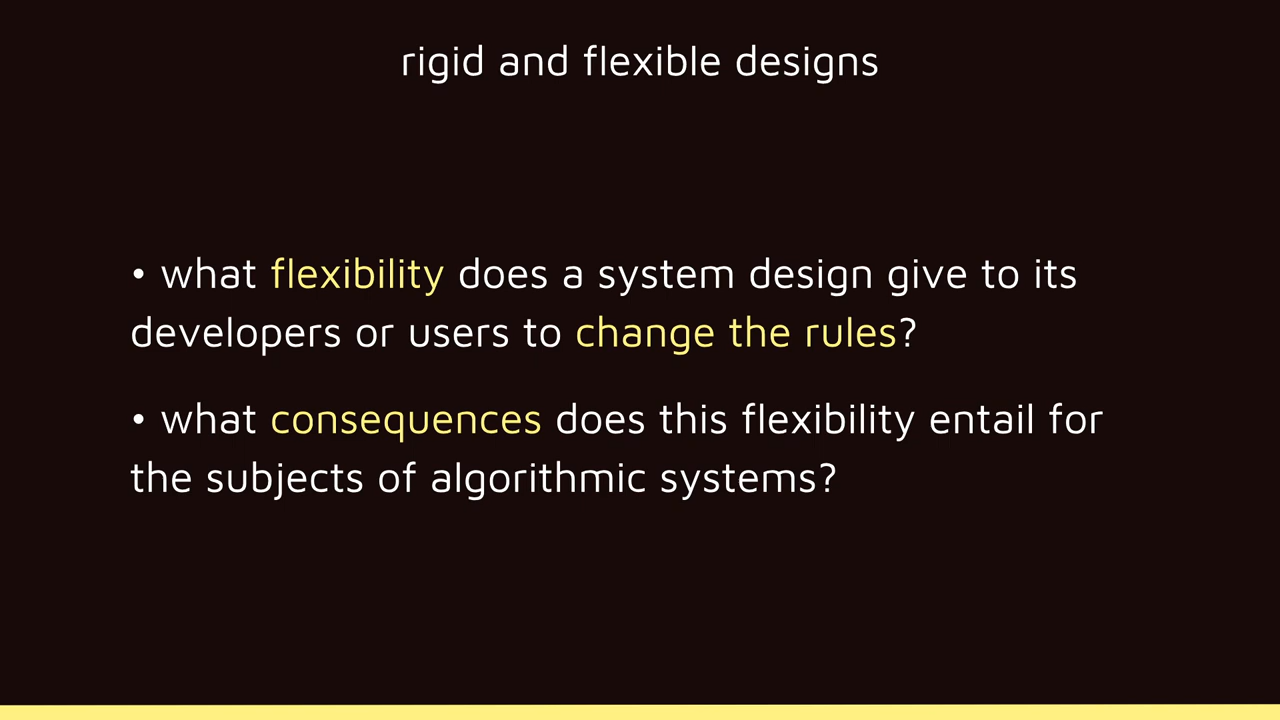 rigid and flexible designs
• what flexibility does a system design give to its
developers or users to change the rules?
• what consequences does this flexibility entail for
the subjects of algorithmic systems?